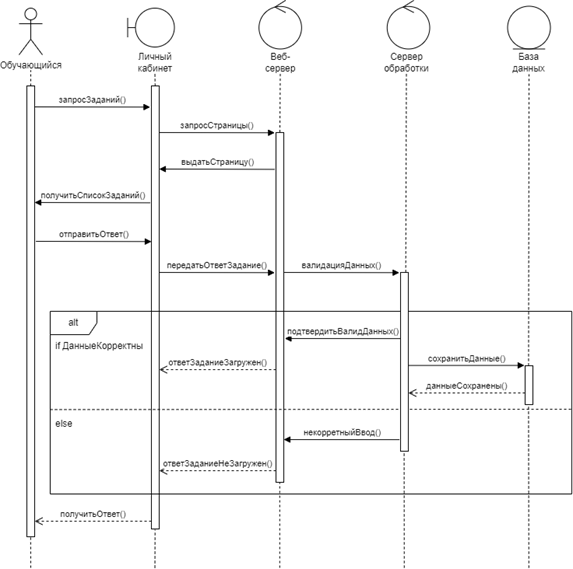 Обучающийся
Личный
кабинет
Веб-
сервер
Сервер
обработки
База
данных
запросЗаданий()
запросСтраницы()
выдатьСтраницу()
получитьСписокЗаданий()
отправитьОтвет()
передатьОтветЗадание()
валидацияДанных()
alt
подтвердитьВалидДанных()
if ДанныеКорректны
сохранитьДанные()
ответЗаданиеЗагружен()
данныеСохранены()
else
некорретныйВвод()
ответЗаданиеНеЗагружен()
получитьОтвет()